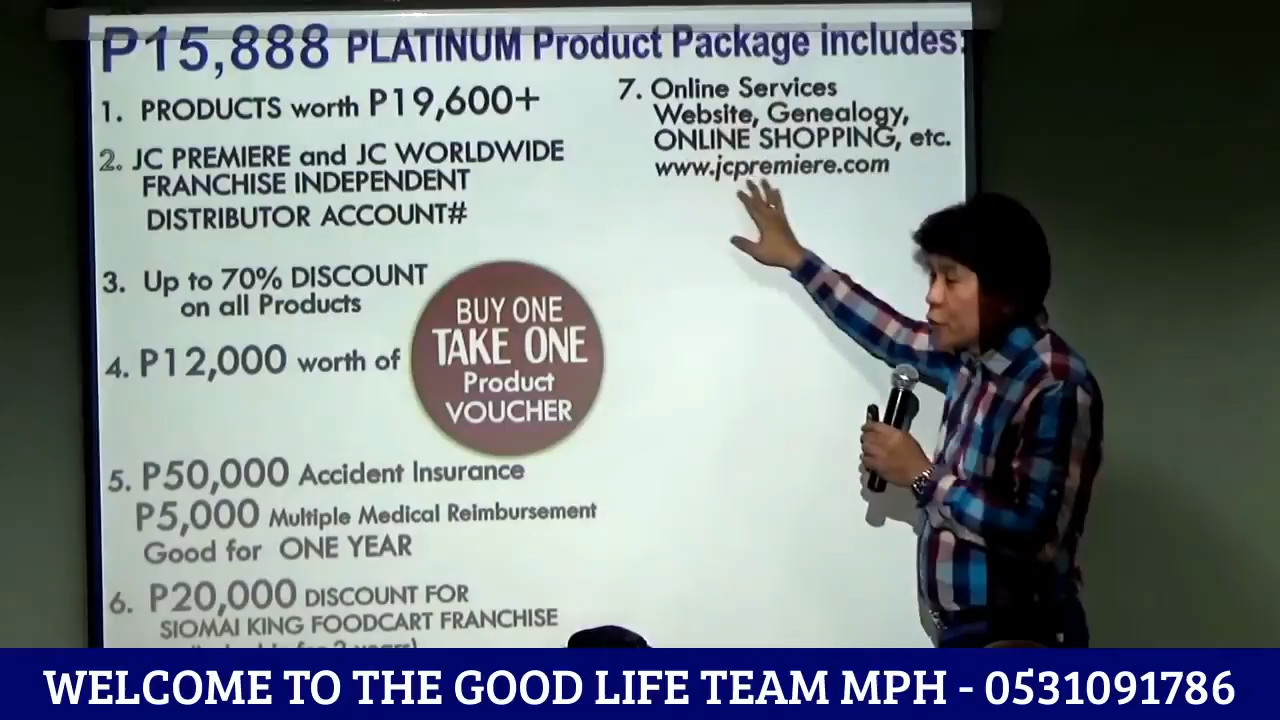 P15,888 PLATINUM Product Package includes:
1. PRODUCTS worth P19,600+
2. JC PREMIERE and JC WORLDWIDE
FRANCHISE INDEPENDENT
DISTRIBUTOR ACCOUNT#
3. Up to 70% DISCOUNT
on all Products
4. P12,000 worth of
BUY ONE
TAKE ONE
Product
VOUCHER
5. P50,000 Accident Insurance
P5,000 Multiple Medical Reimbursement
Good for ONE YEAR
6. P20,000 DISCOUNT FOR
SIOMAI KING FOODCART FRANCHISE
for 2 years)
7. Online Services
Website, Genealogy,
ONLINE SHOPPING, etc.
www.jcpremiere.com
WELCOME TO THE GOOD LIFE TEAM MPH - 0531091786